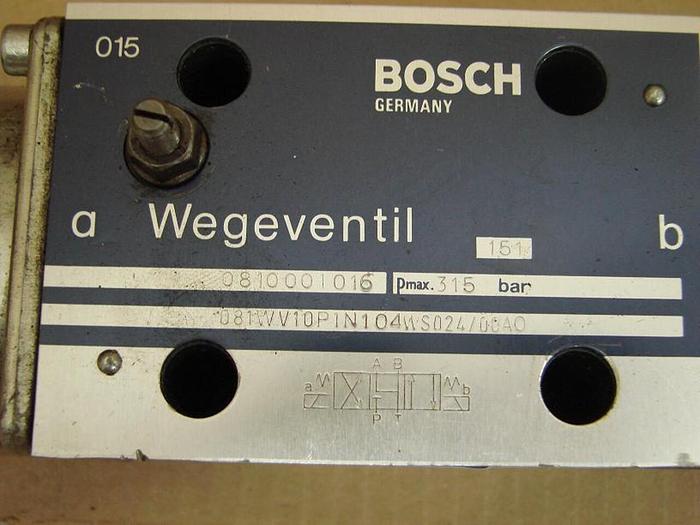 015
BOSCH
GERMANY
a Wegeventil b
151
0810001016 Pmax. 315 bar
081WV10P1N104WS024/00A0
A B
a b
P T